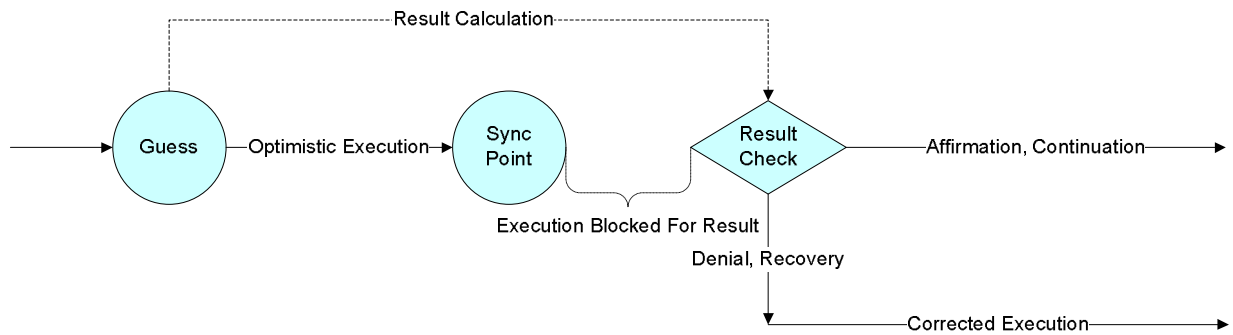 Result Calculation
Guess
Optimistic Execution
Sync
Point
Result
Check
Affirmation, Continuation
Execution Blocked For Result
Denial, Recovery
Corrected Execution